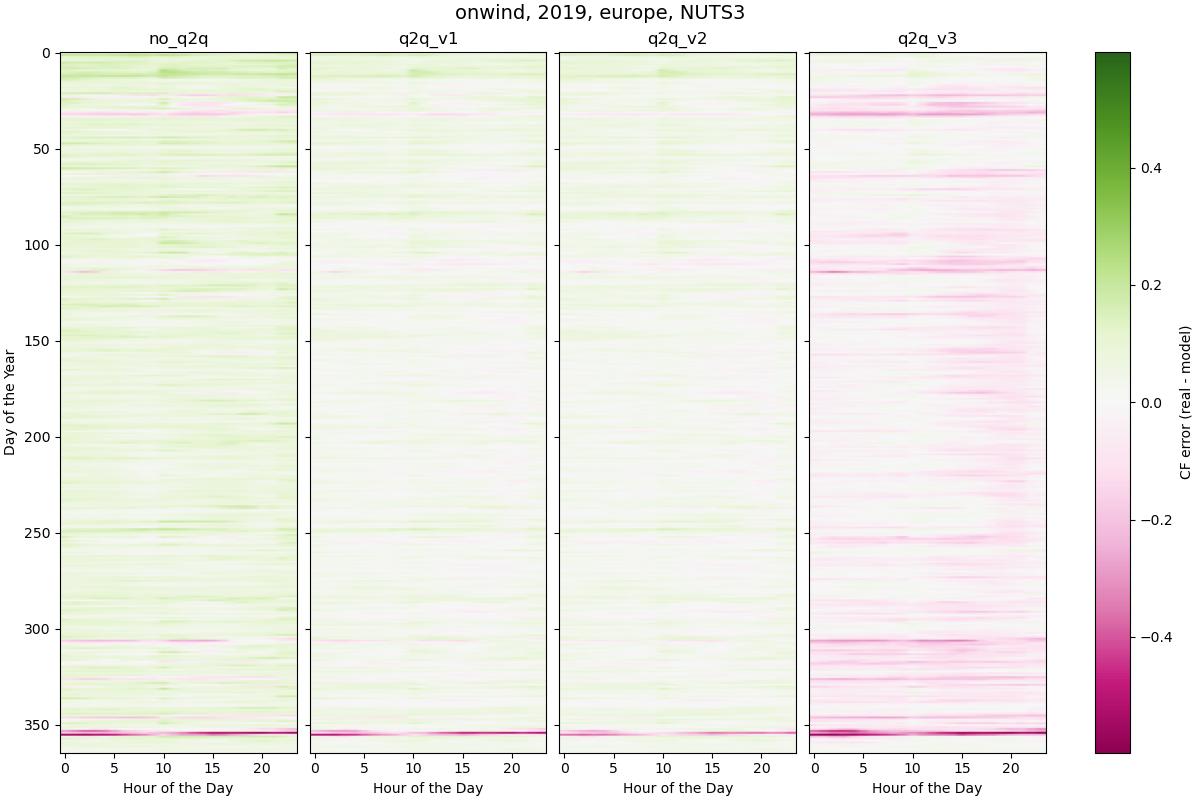 onwind, 2019, europe, NUTS3
no_q2q
q2q_v1
q2q_v2
q2q_v3
0
50
100
150
200
250
300
350
Day of the Year
0 5 10 15 20
0 5 10 15 20
0 5 10 15 20
0 5 10 15 20
Hour of the Day
Hour of the Day
Hour of the Day
Hour of the Day
0.4
0.2
0.0
−0.2
−0.4
CF error (real - model)